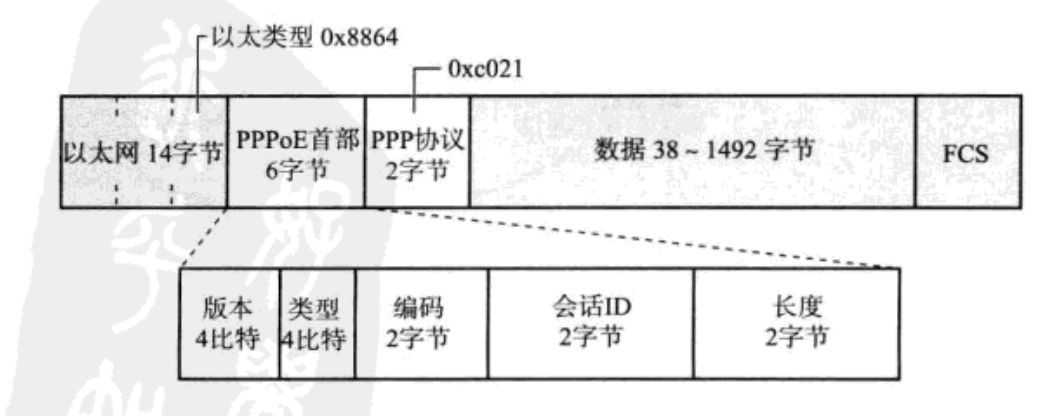 以太类型 0x8864
0xc021
以太网 14字节
PPPoE首部
6字节
PPP协议
2字节
数据 38 ~ 1492 字节
FCS
版本
4比特
类型
4比特
编码
2字节
会话ID
2字节
长度
2字节